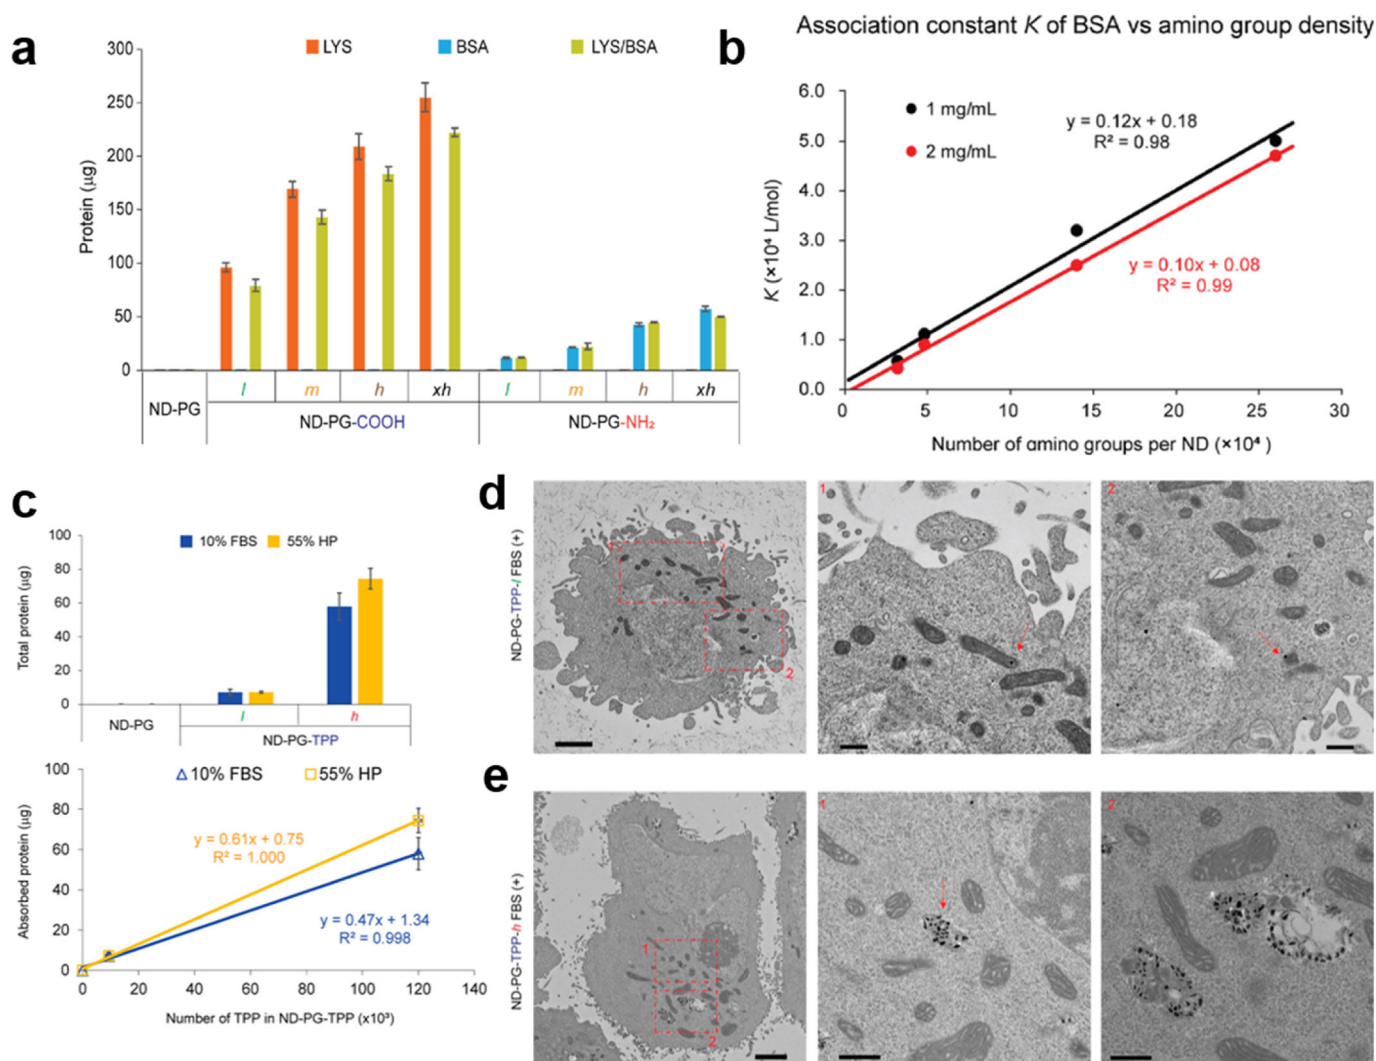 a
LYS
BSA
LYS/BSA
Protein (μg)
300
250
200
150
100
50
0
l
m
h
xh
l
m
h
xh
ND-PG
ND-PG-COOH
ND-PG-NH₂
Association constant K of BSA vs amino group density
b
1 mg/mL
2 mg/mL
y = 0.12x + 0.18
R² = 0.98
y = 0.10x + 0.08
R² = 0.99
K (×10⁴ L/mol)
6.0
5.0
4.0
3.0
2.0
1.0
0.0
0
5
10
15
20
25
30
Number of amino groups per ND (×10⁴ )
c
10% FBS
55% HP
Total protein (μg)
100
80
60
40
20
0
l
h
ND-PG
ND-PG-TPP
10% FBS
55% HP
Absorbed protein (μg)
100
80
60
40
20
0
y = 0.61x + 0.75
R² = 1.000
y = 0.47x + 1.34
R² = 0.998
0
20
40
60
80
100
120
140
Number of TPP in ND-PG-TPP (x10³)
d
ND-PG-TPP-l FBS (+)
1
2
1
2
e
ND-PG-TPP-h FBS (+)
1
2
1
2